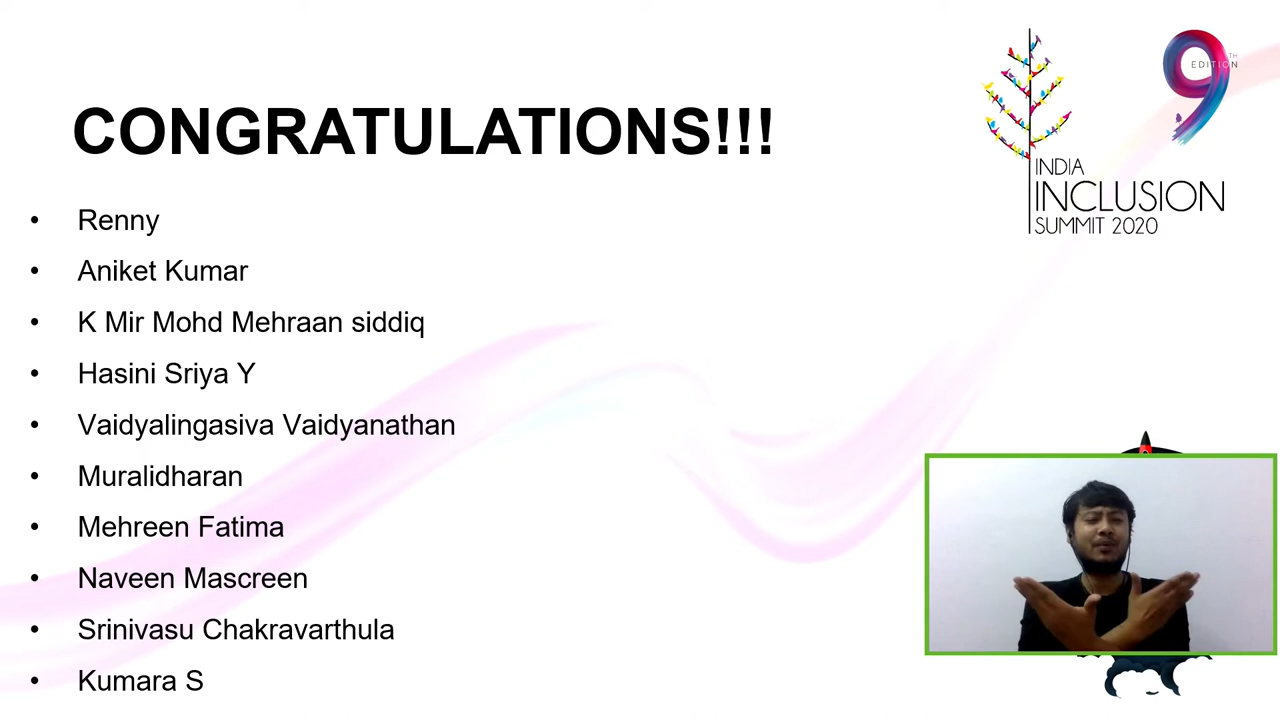 CONGRATULATIONS!!!
• Renny
• Aniket Kumar
• K Mir Mohd Mehraan siddiq
• Hasini Sriya Y
• Vaidyalingasiva Vaidyanathan
• Muralidharan
• Mehreen Fatima
• Naveen Mascreen
• Srinivasu Chakravarthula
• Kumara S
9TH
EDITION
INDIA
INCLUSION
SUMMIT 2020